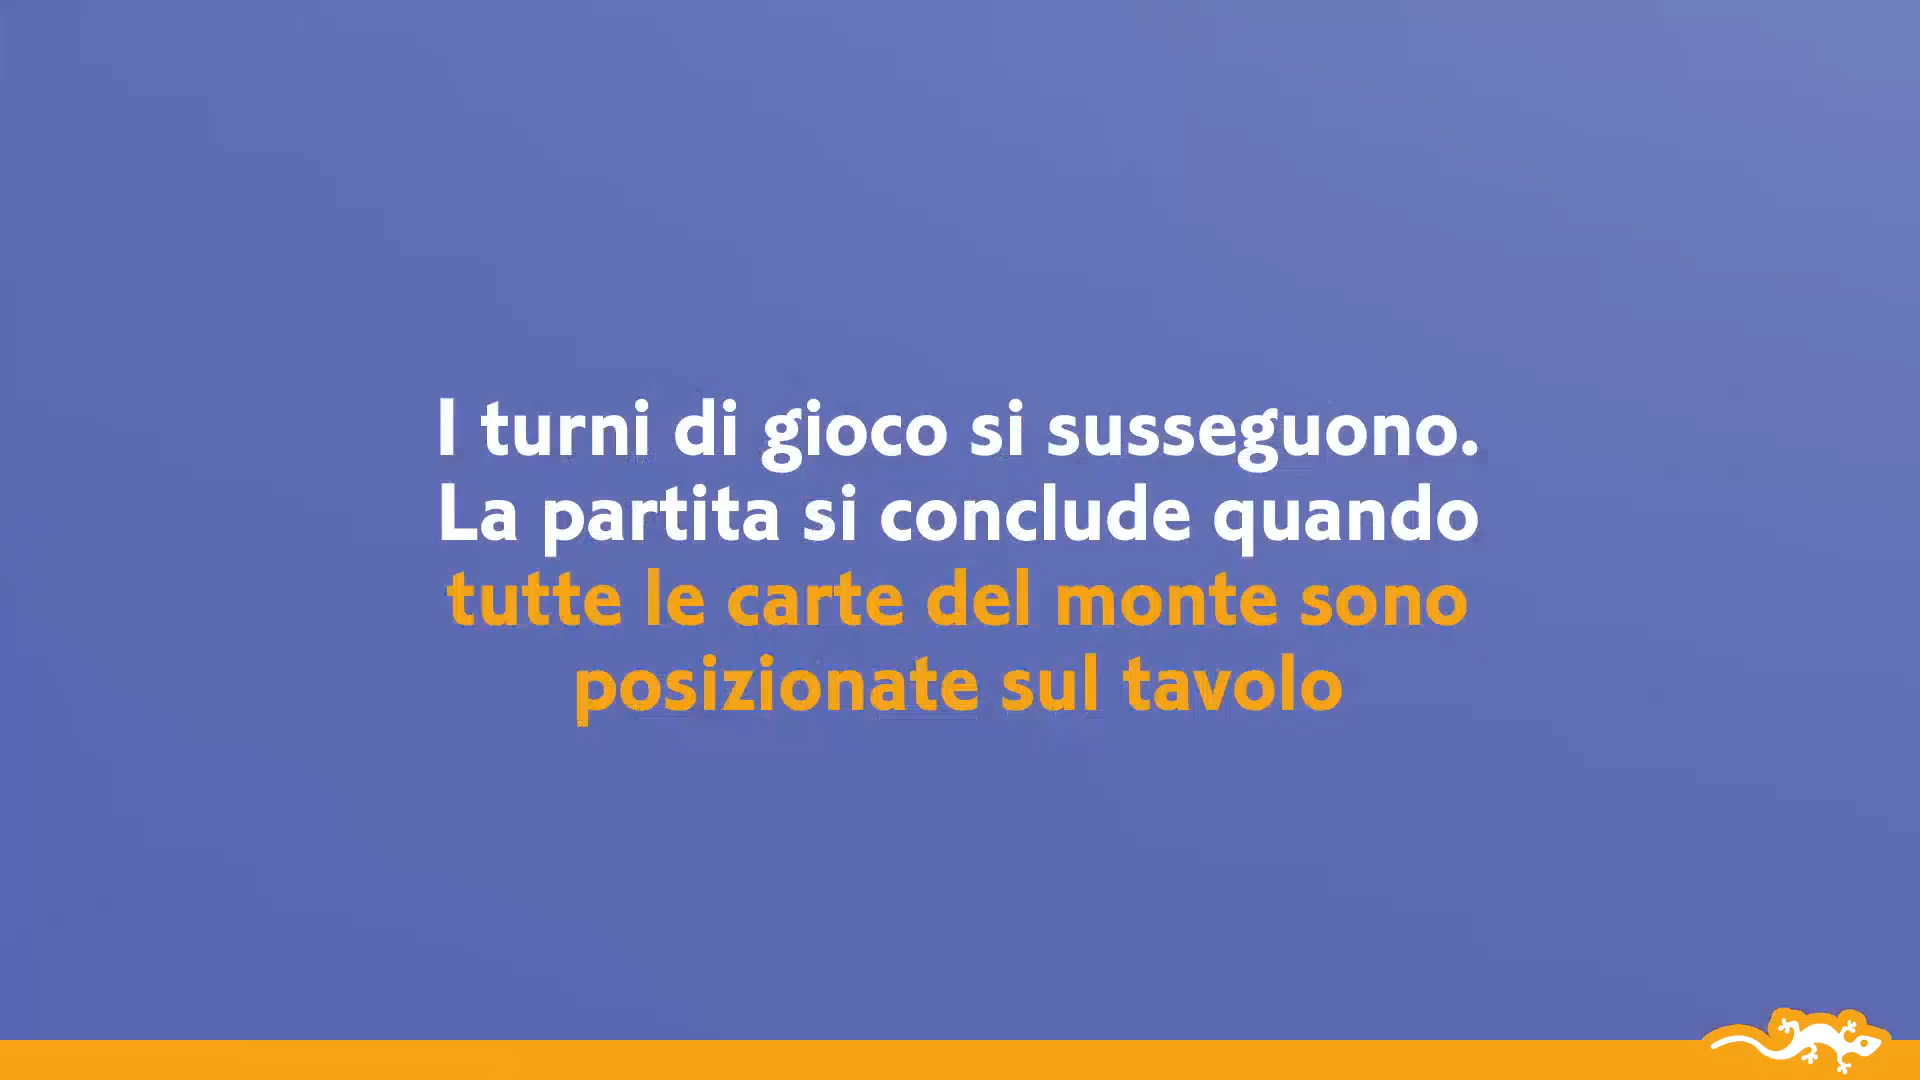 I turni di gioco si susseguono.
La partita si conclude quando
tutte le carte del monte sono
posizionate sul tavolo